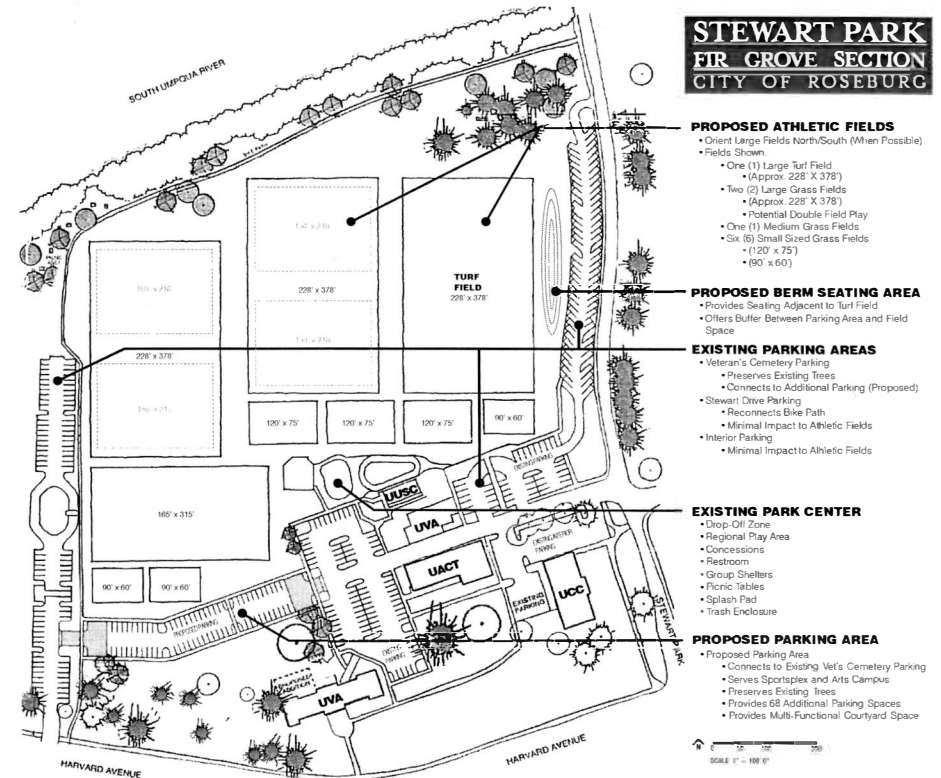 STEWART PARK
FIR GROVE SECTION
CITY OF ROSEBURG
SOUTH UMPQUA RIVER
BIKE PATH
PROPOSED ATHLETIC FIELDS
• Orient Large Fields North/South (When Possible)
• Fields Shown.
• One (1) Large Turf Field
• (Approx. 228' X 378')
• Two (2) Large Grass Fields
• (Approx. 228' X 378')
• Potential Double Field Play
• One (1) Medium Grass Fields
• Six (6) Small Sized Grass Fields
• (120' x 75')
• (90' x 60')
PROPOSED BERM SEATING AREA
• Provides Seating Adjacent to Turf Field
• Offers Buffer Between Parking Area and Field
Space
EXISTING PARKING AREAS
• Veteran's Cemetery Parking
• Preserves Existing Trees
• Connects to Additional Parking (Proposed)
• Stewart Drive Parking
• Reconnects Bike Path
• Minimal Impact to Athletic Fields
• Interior Parking
• Minimal Impact to Athletic Fields
EXISTING PARK CENTER
• Drop-Off Zone
• Regional Play Area
• Concessions
• Restroom
• Group Shelters
• Picnic Tables
• Splash Pad
• Trash Enclosure
PROPOSED PARKING AREA
• Proposed Parking Area
• Connects to Existing Vet's Cemetery Parking
• Serves Sportsplex and Arts Campus
• Preserves Existing Trees
• Provides 68 Additional Parking Spaces
• Provides Multi-Functional Courtyard Space
228' x 378'
TURF
FIELD
228' x 378'
228' x 378'
120' x 75'
120' x 75'
120' x 75'
90' x 60'
165' x 315'
90' x 60'
90' x 60'
EXISTING PARKING
UUSC
UVA
UACT
UCC
EXISTING INTERIOR
PARKING
EXISTING
PARKING
PROPOSED PARKING
EXISTING
PARKING
ADDITION
UVA
STEWART PARK
HARVARD AVENUE
HARVARD AVENUE
N
0 50' 100' 200'
SCALE 1" = 100'.0"